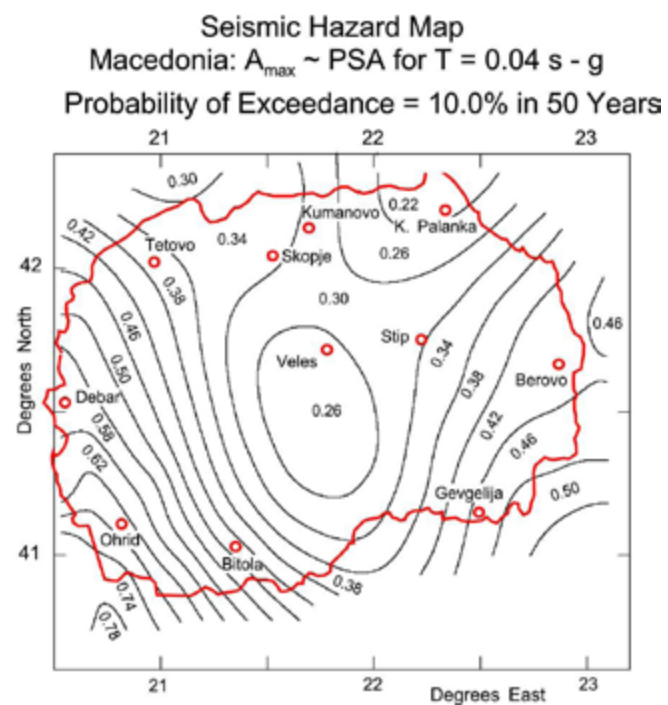 Seismic Hazard Map
Macedonia: Amax ~ PSA for T = 0.04 s - g
Probability of Exceedance = 10.0% in 50 Years
21 22 23
0.30
0.22
Kumanovo
K. Palanka
0.42
0.34
Tetovo
Skopje
0.26
42
0.38
0.30
0.46
0.46
Stip
0.34
Veles
0.50
0.38
Berovo
Debar
0.26
0.42
0.58
0.46
0.62
Gevgelija
0.50
Ohrid
41
Bitola
0.38
0.74
0.78
Degrees North
21 22 23
Degrees East